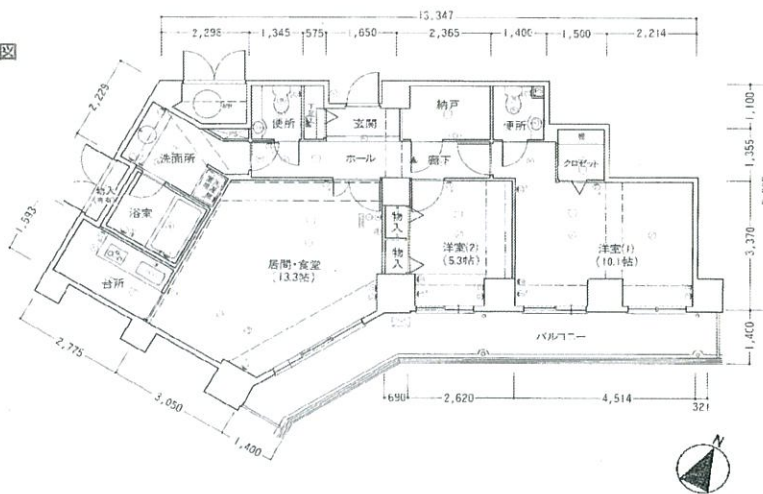 図
13,347
2,298 1,345 575 1,650 2,365 1,400 1,500 2,214
2,229
1,100
1,355
3,370
1,400
便所
玄関
納戸
便所
洗面所
ホール
廊下
クロゼット
物入
浴室
物入
物入
洋室(2)
(5.3帖)
洋室(1)
(10.1帖)
居間・食堂
(13.3帖)
台所
1,593
バルコニー
2,775
3,050
1,400
690 2,620 4,514 321
N